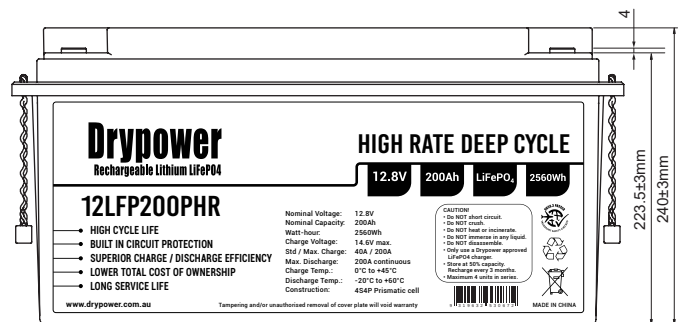 4
Drypower
Rechargeable Lithium LiFePO4
HIGH RATE DEEP CYCLE
12.8V 200Ah LiFePO₄ 2560Wh
12LFP200PHR
HIGH CYCLE LIFE
BUILT IN CIRCUIT PROTECTION
SUPERIOR CHARGE / DISCHARGE EFFICIENCY
LOWER TOTAL COST OF OWNERSHIP
LONG SERVICE LIFE
Nominal Voltage: 12.8V
Nominal Capacity: 200Ah
Watt-hour: 2560Wh
Charge Voltage: 14.6V max.
Std / Max. Charge: 40A / 200A
Max. Discharge: 200A continuous
Charge Temp.: 0°C to +45°C
Discharge Temp.: -20°C to +60°C
Construction: 4S4P Prismatic cell
CAUTION!
• Do NOT short circuit.
• Do NOT crush.
• Do NOT heat or incinerate.
• Do NOT immerse in any liquid.
• Do NOT disassemble.
• Only use a Drypower approved
LiFePO4 charger.
• Store at 50% capacity.
Recharge every 3 months.
• Maximum 4 units in series.
www.drypower.com.au
Tampering and/or unauthorised removal of cover plate will void warranty
MADE IN CHINA
223.5±3mm
240±3mm